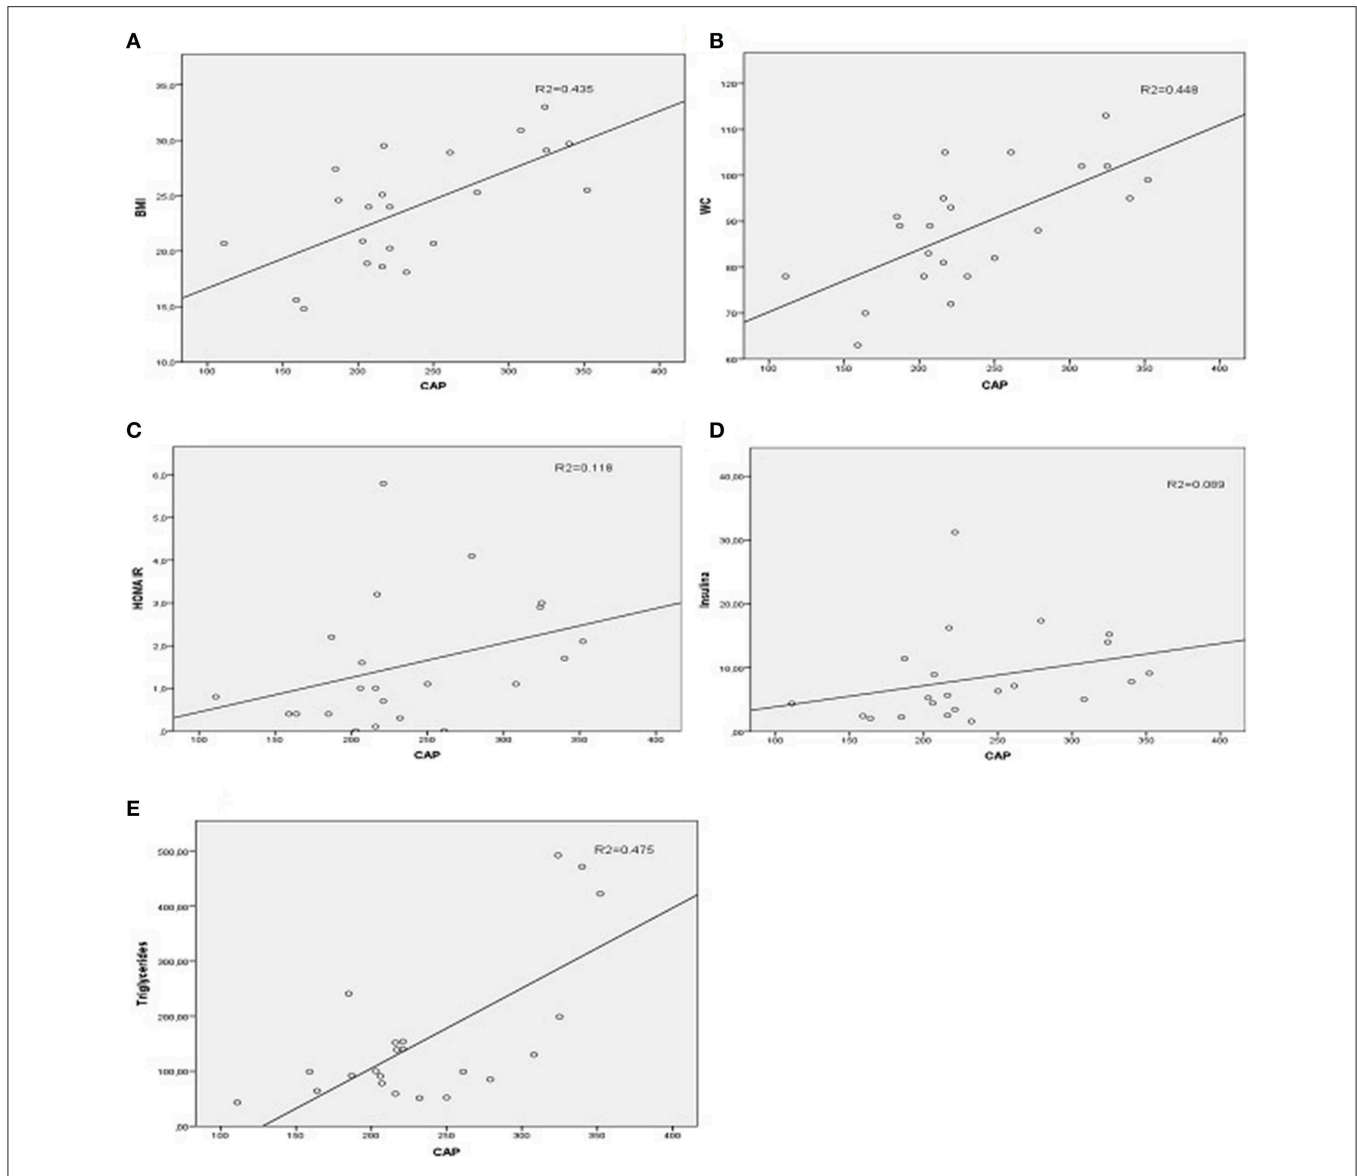 A
R2=0.435
35,0
30,0
25,0
20,0
15,0
10,0
BMI
100 150 200 250 300 350 400
CAP
B
R2=0.448
120
110
100
90
80
70
60
WC
100 150 200 250 300 350 400
CAP
C
R2=0.118
6,0
5,0
4,0
3,0
2,0
1,0
,0
HOMA IR
100 150 200 250 300 350 400
CAP
D
R2=0.089
40,00
30,00
20,00
10,00
,00
Insulina
100 150 200 250 300 350 400
CAP
E
R2=0.475
500,00
400,00
300,00
200,00
100,00
,00
Triglycerides
100 150 200 250 300 350 400
CAP